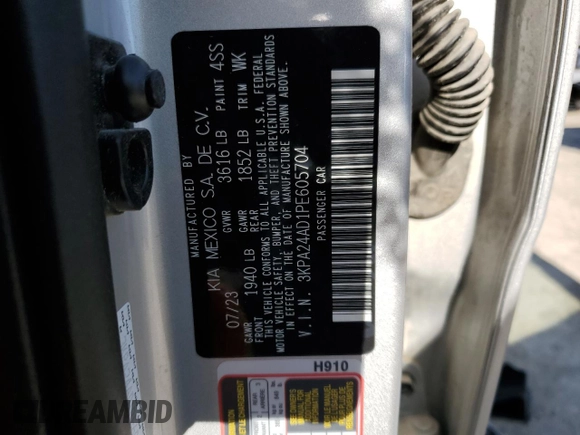 MANUFACTURED BY
KIA MEXICO S.A. DE C.V.
07/23 GVWR 3616 LB PAINT 4SS
GAWR FRONT 1940 LB GAWR REAR 1852 LB TRIM WK
THIS VEHICLE CONFORMS TO ALL APPLICABLE U.S.A. FEDERAL
MOTOR VEHICLE SAFETY, BUMPER, AND THEFT PREVENTION STANDARDS
IN EFFECT ON THE DATE OF MANUFACTURE SHOWN ABOVE.
V.I.N. 3KPA24AD1PE605704
PASSENGER CAR
H910
DREAMBID